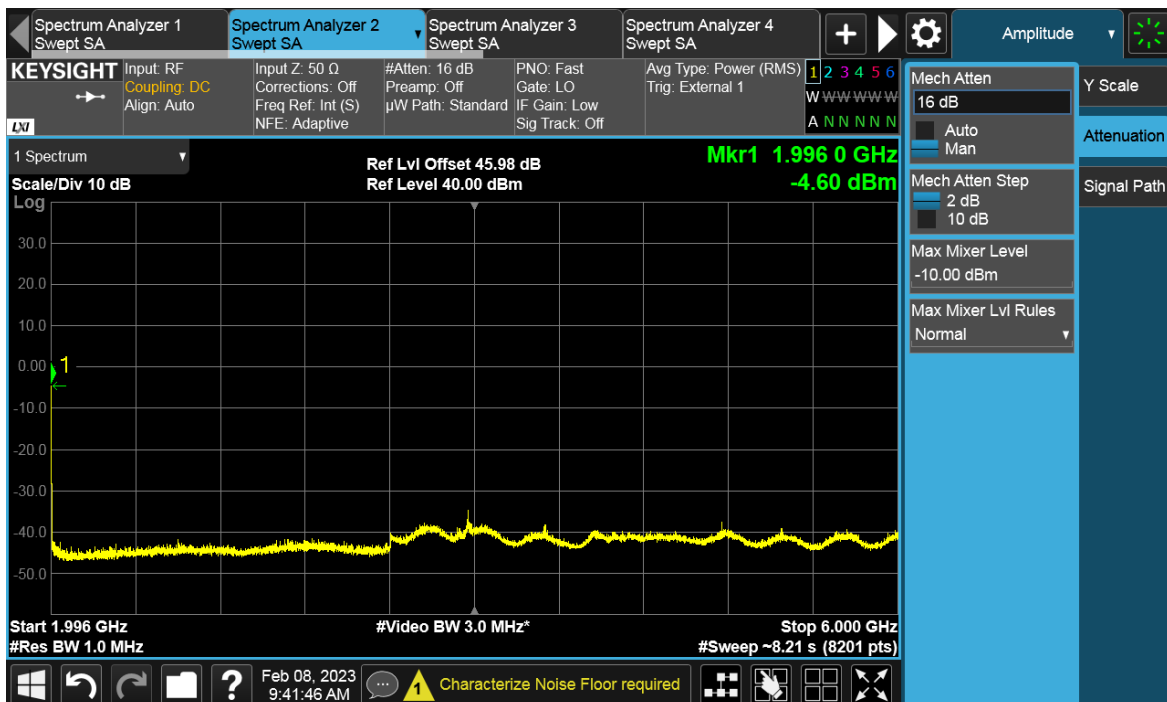 Spectrum Analyzer 1
Swept SA
Spectrum Analyzer 2
Swept SA
Spectrum Analyzer 3
Swept SA
Spectrum Analyzer 4
Swept SA
+
Amplitude
KEYSIGHT
LXI
Input: RF
Coupling: DC
Align: Auto
Input Z: 50 Ω
Corrections: Off
Freq Ref: Int (S)
NFE: Adaptive
#Atten: 16 dB
Preamp: Off
µW Path: Standard
PNO: Fast
Gate: LO
IF Gain: Low
Sig Track: Off
Avg Type: Power (RMS)
Trig: External 1
1 2 3 4 5 6
W W W W W W
A N N N N N
1 Spectrum
Scale/Div 10 dB
Log
Ref Lvl Offset 45.98 dB
Ref Level 40.00 dBm
Mkr1 1.996 0 GHz
-4.60 dBm
30.0
20.0
10.0
0.00
1
-10.0
-20.0
-30.0
-40.0
-50.0
Start 1.996 GHz
#Res BW 1.0 MHz
#Video BW 3.0 MHz*
Stop 6.000 GHz
#Sweep ~8.21 s (8201 pts)
Mech Atten
16 dB
Auto
Man
Mech Atten Step
2 dB
10 dB
Max Mixer Level
-10.00 dBm
Max Mixer Lvl Rules
Normal
Y Scale
Attenuation
Signal Path
?
Feb 08, 2023
9:41:46 AM
1
Characterize Noise Floor required